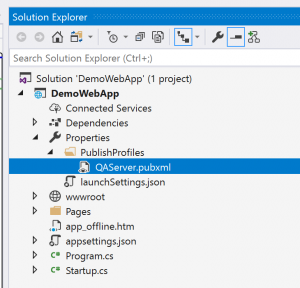 Solution Explorer
Search Solution Explorer (Ctrl+;)
Solution 'DemoWebApp' (1 project)
DemoWebApp
Connected Services
Dependencies
Properties
PublishProfiles
QAServer.pubxml
launchSettings.json
wwwroot
Pages
app_offline.htm
appsettings.json
C# Program.cs
C# Startup.cs